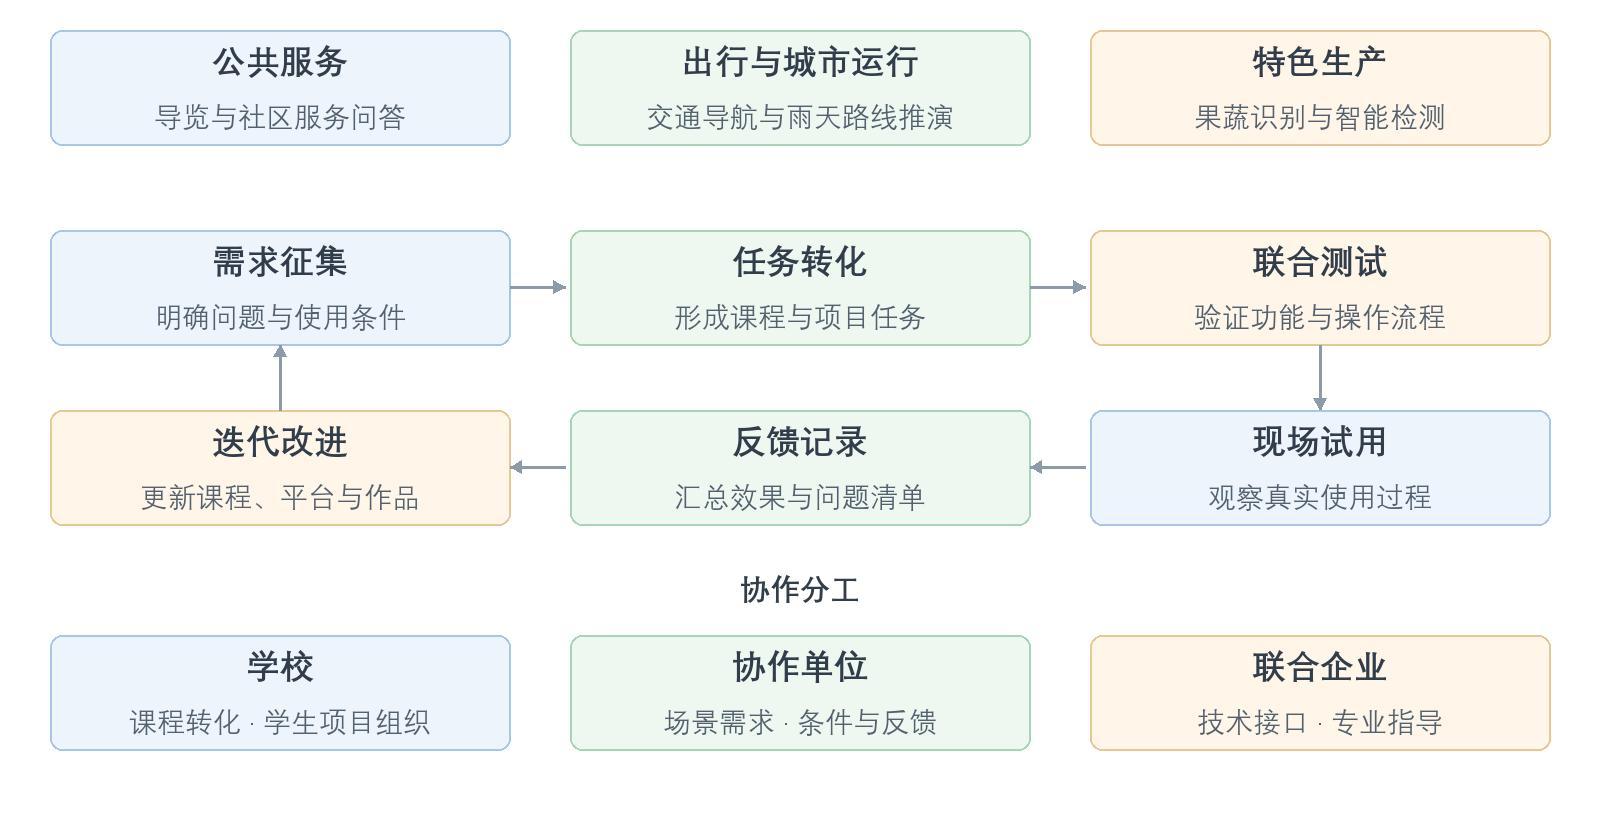 公共服务
导览与社区服务问答
出行与城市运行
交通导航与雨天路线推演
特色生产
果蔬识别与智能检测
需求征集
明确问题与使用条件
任务转化
形成课程与项目任务
联合测试
验证功能与操作流程
迭代改进
更新课程、平台与作品
反馈记录
汇总效果与问题清单
现场试用
观察真实使用过程
协作分工
学校
课程转化 · 学生项目组织
协作单位
场景需求 · 条件与反馈
联合企业
技术接口 · 专业指导